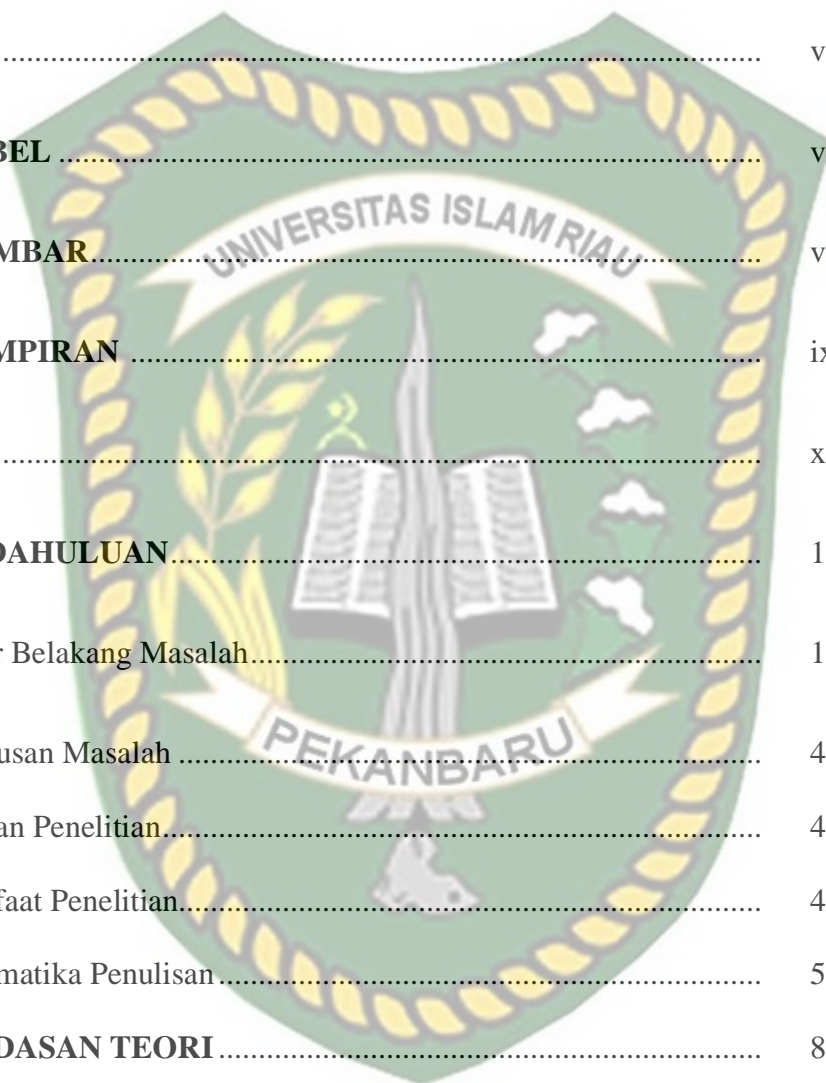 ........ v
BEL ........ v
MBAR ........ v
UNIVERSITAS ISLAM RIAU
MPIRAN ........ ix
........ x
DAHULUAN ........ 1
r Belakang Masalah ........ 1
usan Masalah ........ 4
PEKANBARU
an Penelitian ........ 4
faat Penelitian ........ 4
matika Penulisan ........ 5
DASAN TEORI ........ 8